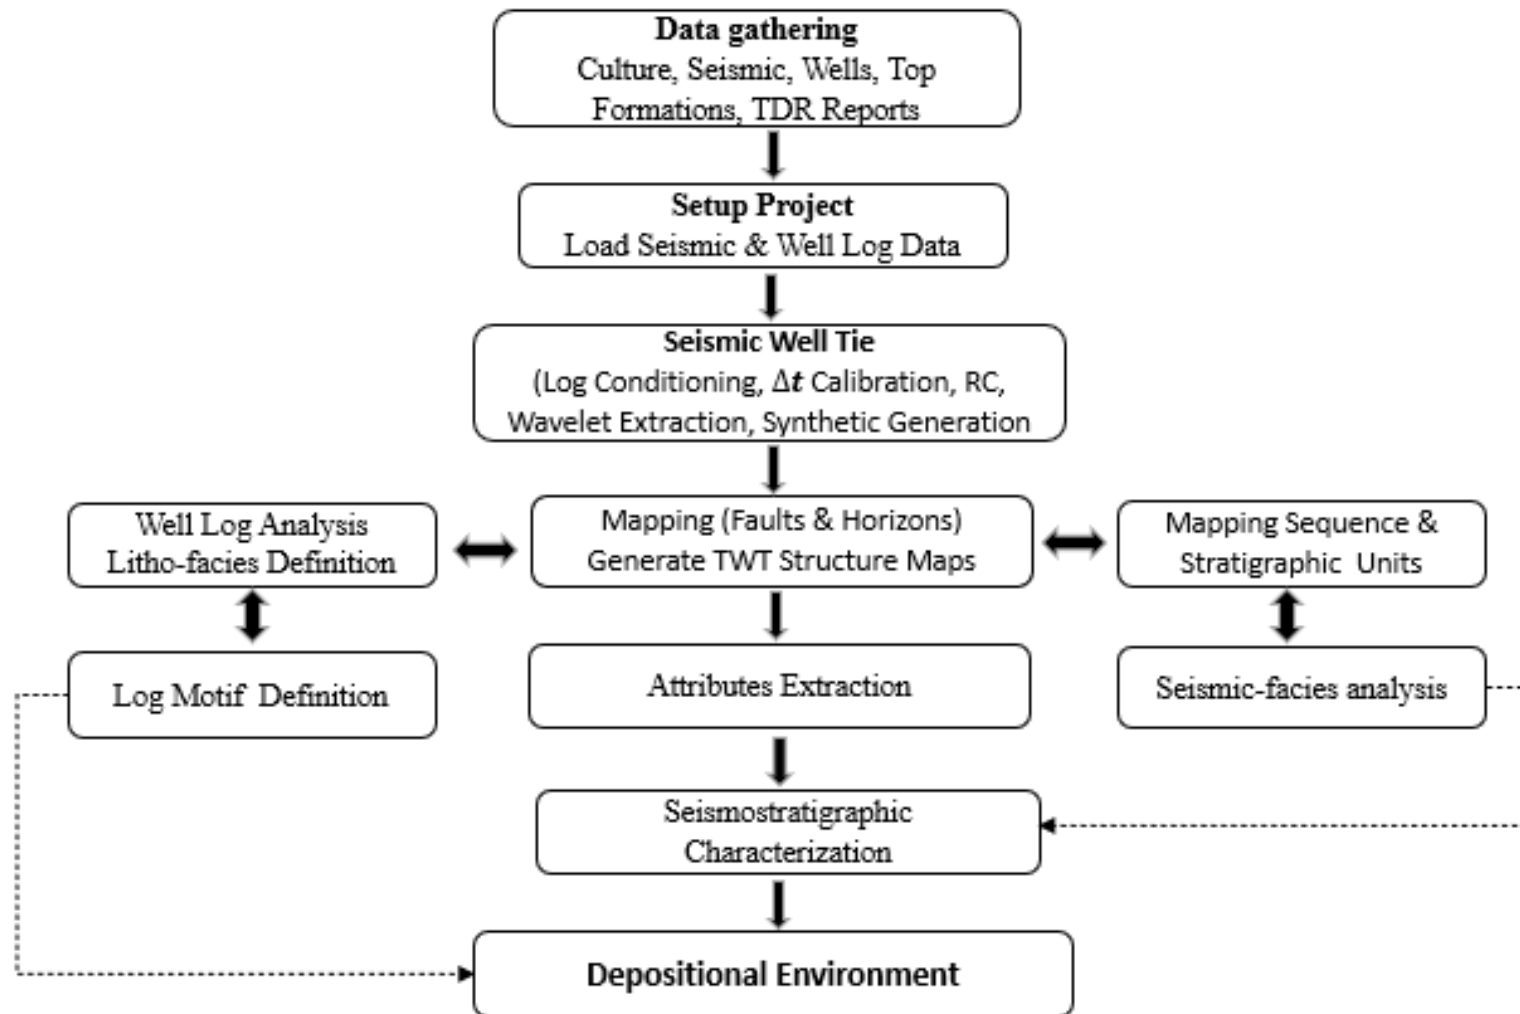 Data gathering
Culture, Seismic, Wells, Top
Formations, TDR Reports
Setup Project
Load Seismic & Well Log Data
Seismic Well Tie
(Log Conditioning, Δt Calibration, RC,
Wavelet Extraction, Synthetic Generation
Well Log Analysis
Litho-facies Definition
Mapping (Faults & Horizons)
Generate TWT Structure Maps
Mapping Sequence &
Stratigraphic Units
Log Motif Definition
Attributes Extraction
Seismic-facies analysis
Seismostratigraphic
Characterization
Depositional Environment